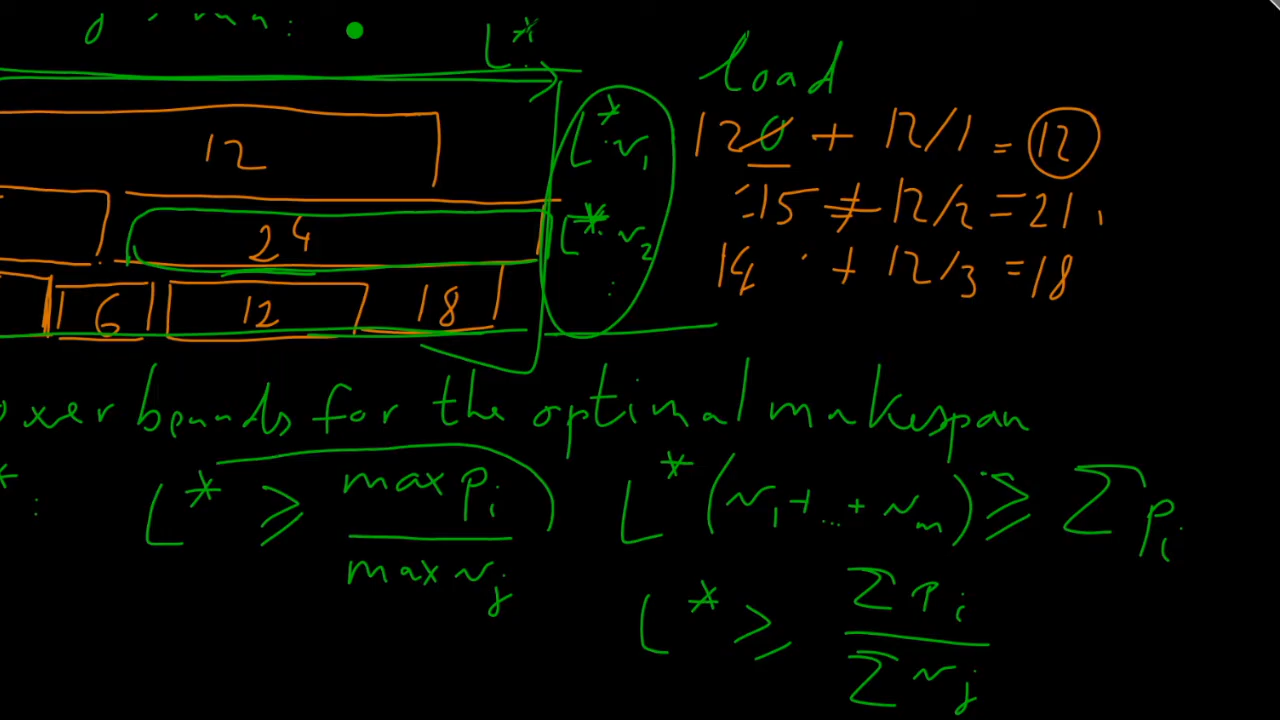 L*
load
12 0 + 12/1 = 12
12
L* · v₁
=15 + 12/2 = 21
24
L* · v₂
14 + 12/3 = 18
6 12 18
bounds for the optimal makespan
* : L* ≥ max pᵢ / max vⱼ
L* (v₁ + ... + vₘ) ≥ Σ pᵢ
L* ≥ Σ pᵢ / Σ vⱼ